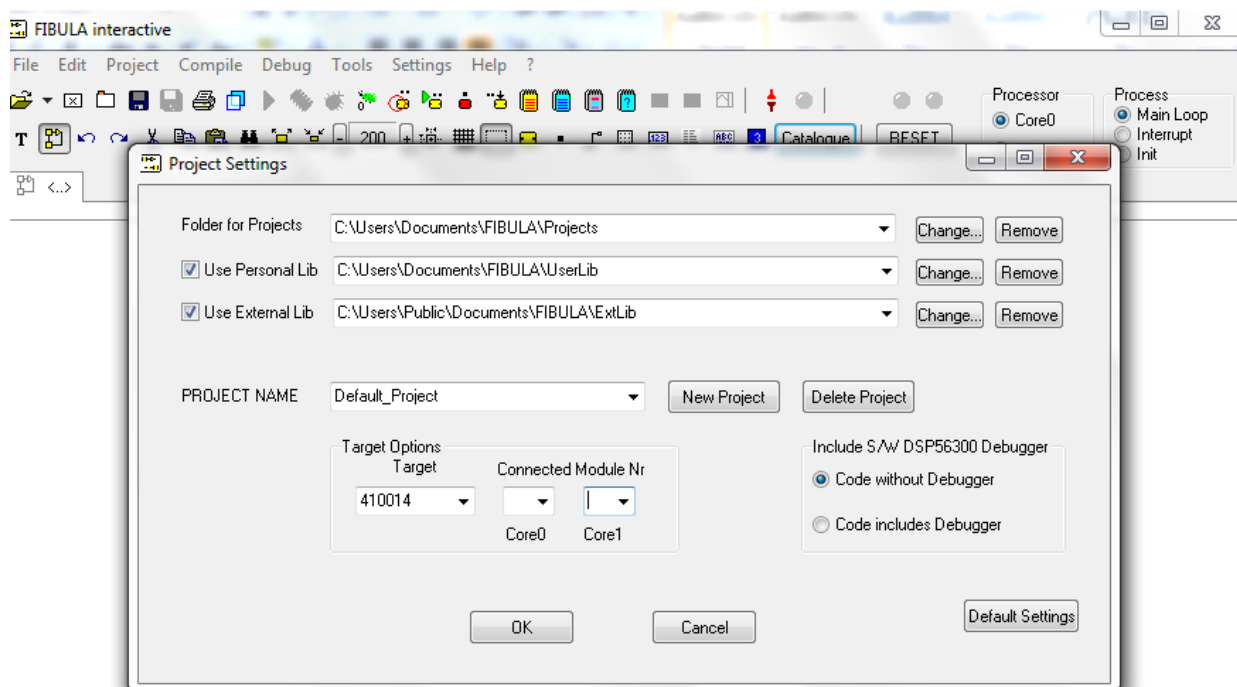 FIBULA interactive
File Edit Project Compile Debug Tools Settings Help ?
Processor
Process
Core0
Main Loop
Interrupt
Init
T
200
123
ABC
3
Catalogue
RESET
<..>
Project Settings
Folder for Projects C:\Users\Documents\FIBULA\Projects Change... Remove
Use Personal Lib C:\Users\Documents\FIBULA\UserLib Change... Remove
Use External Lib C:\Users\Public\Documents\FIBULA\ExtLib Change... Remove
PROJECT NAME Default_Project New Project Delete Project
Target Options
Include S/W DSP56300 Debugger
Target Connected Module Nr
410014
Code without Debugger
Core0 Core1
Code includes Debugger
OK Cancel
Default Settings